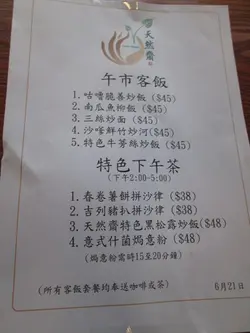 天然齋
午市客飯
1. 咕嚕脆善炒飯 ($45)
2. 南瓜魚柳飯 ($45)
3. 三絲炒面 ($45)
4. 沙嗲鮮竹炒河($45)
5. 特色牛蒡絲炒飯($45)
特色下午茶
(下午2:00-5:00)
1. 春卷薯餅拼沙律 ($38)
2. 吉列豬扒拼沙律 ($38)
3. 天然齋特色黑松露炒飯($48)
4. 意式什菌焗意粉 ($48)
(焗意粉需時15至20分鐘)
(所有客飯套餐均奉送咖啡或茶)
6月21日